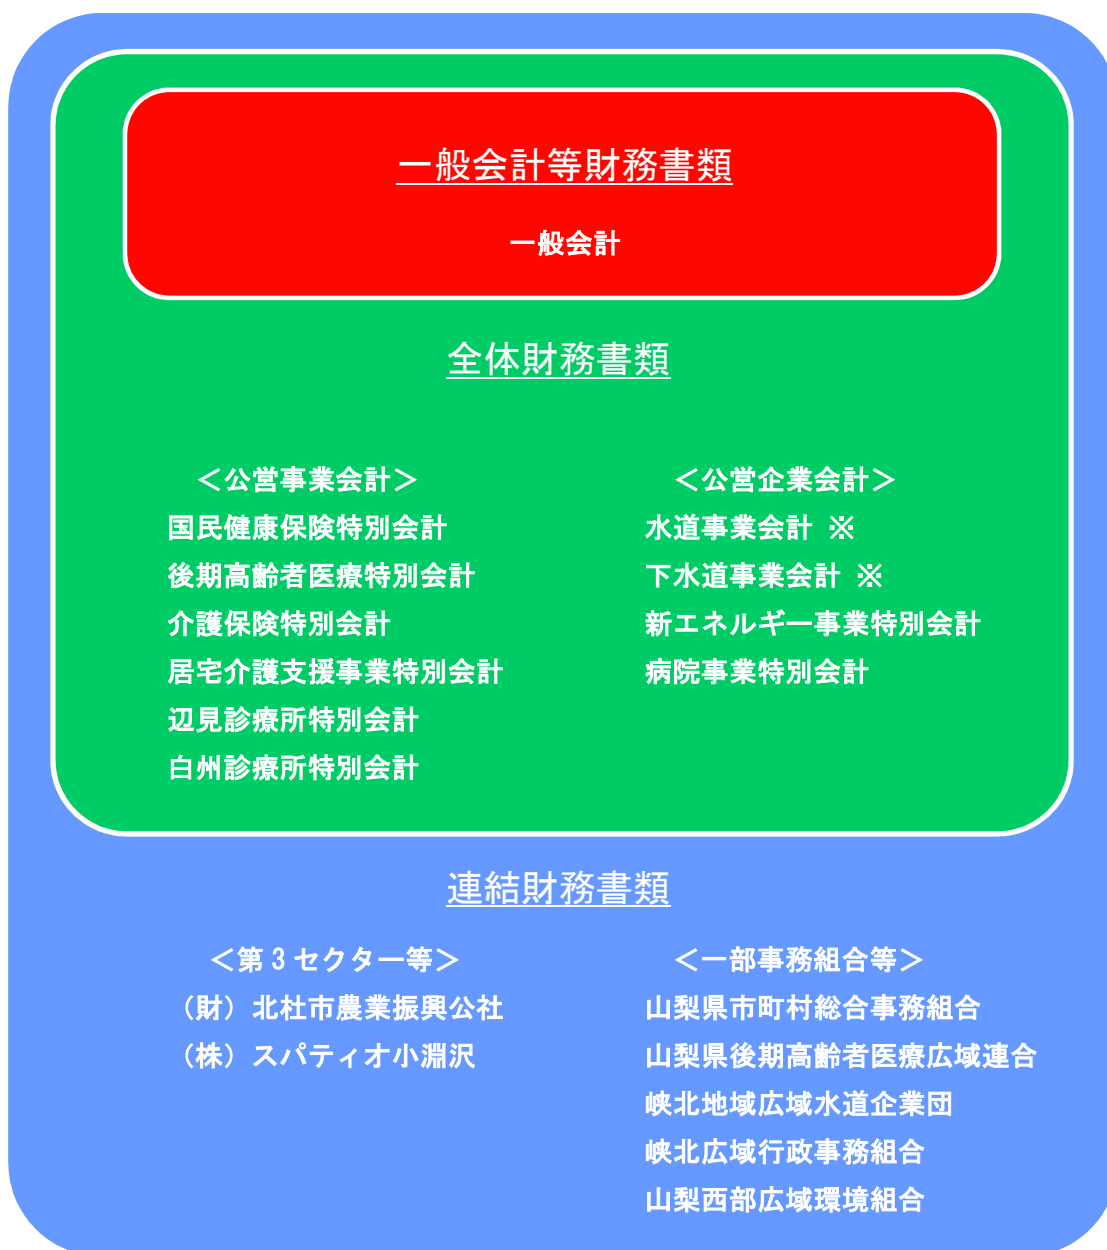 一般会計等財務書類
一般会計
全体財務書類
＜公営事業会計＞
国民健康保険特別会計
後期高齢者医療特別会計
介護保険特別会計
居宅介護支援事業特別会計
辺見診療所特別会計
白州診療所特別会計
＜公営企業会計＞
水道事業会計 ※
下水道事業会計 ※
新エネルギー事業特別会計
病院事業特別会計
連結財務書類
＜第３セクター等＞
（財）北杜市農業振興公社
（株）スパティオ小淵沢
＜一部事務組合等＞
山梨県市町村総合事務組合
山梨県後期高齢者医療広域連合
峡北地域広域水道企業団
峡北広域行政事務組合
山梨西部広域環境組合